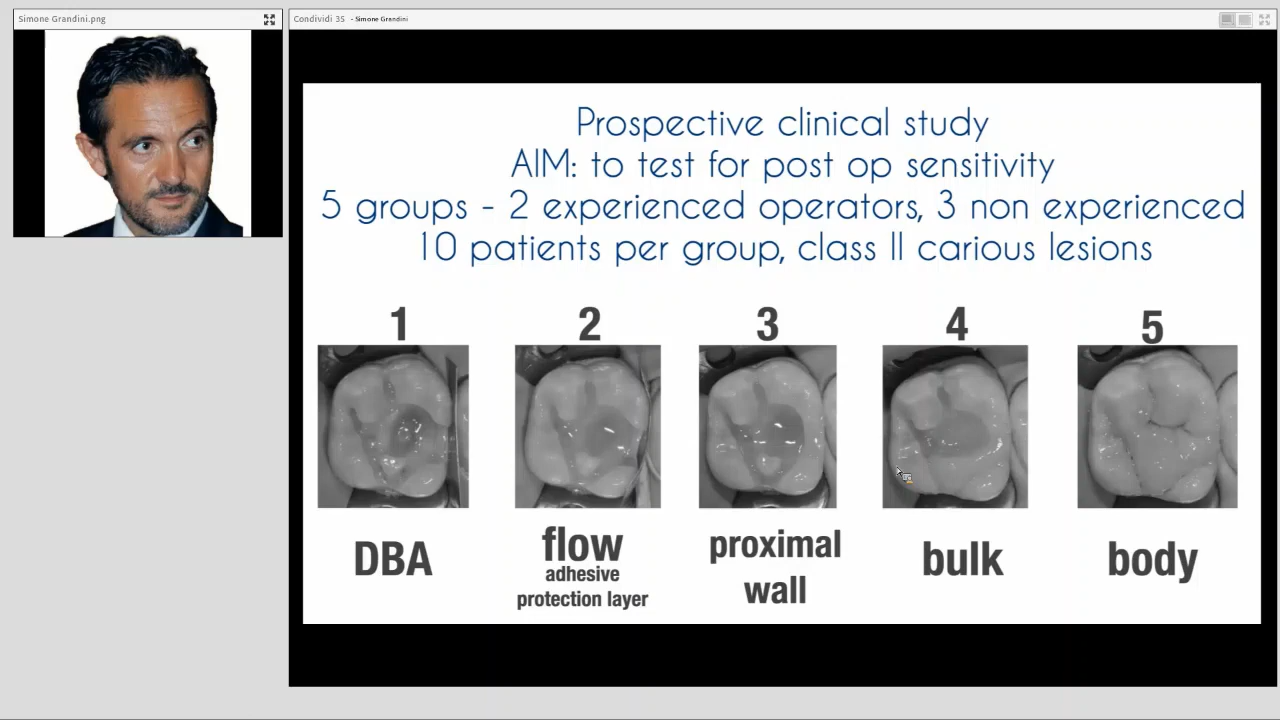 Simone Grandini.png
Condividi 35 - Simone Grandini
Prospective clinical study
AIM: to test for post op sensitivity
5 groups - 2 experienced operators, 3 non experienced
10 patients per group, class II carious lesions
1 2 3 4 5
DBA
flow
adhesive
protection layer
proximal
wall
bulk
body